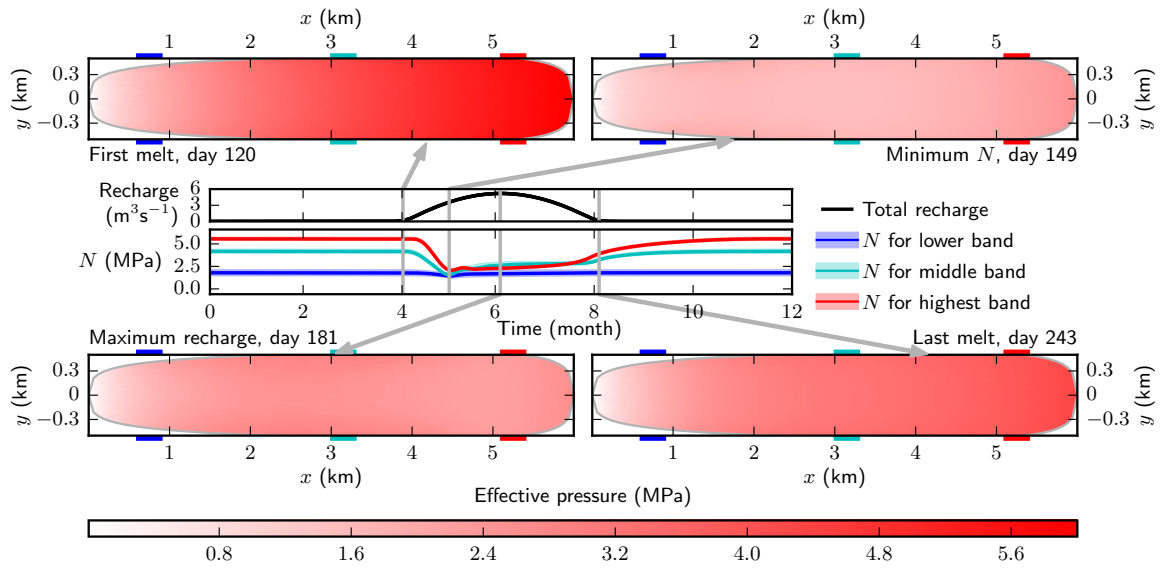 x (km)
x (km)
1 2 3 4 5
1 2 3 4 5
y (km)
0.3
0
−0.3
0.3
0
−0.3
y (km)
First melt, day 120
Minimum N, day 149
Recharge
(m³s⁻¹)
6
3
0
N (MPa)
5.0
2.5
0.0
0 2 4 6 8 10 12
Time (month)
Total recharge
N for lower band
N for middle band
N for highest band
Maximum recharge, day 181
Last melt, day 243
y (km)
0.3
0
−0.3
0.3
0
−0.3
y (km)
1 2 3 4 5
1 2 3 4 5
x (km)
x (km)
Effective pressure (MPa)
0.8 1.6 2.4 3.2 4.0 4.8 5.6